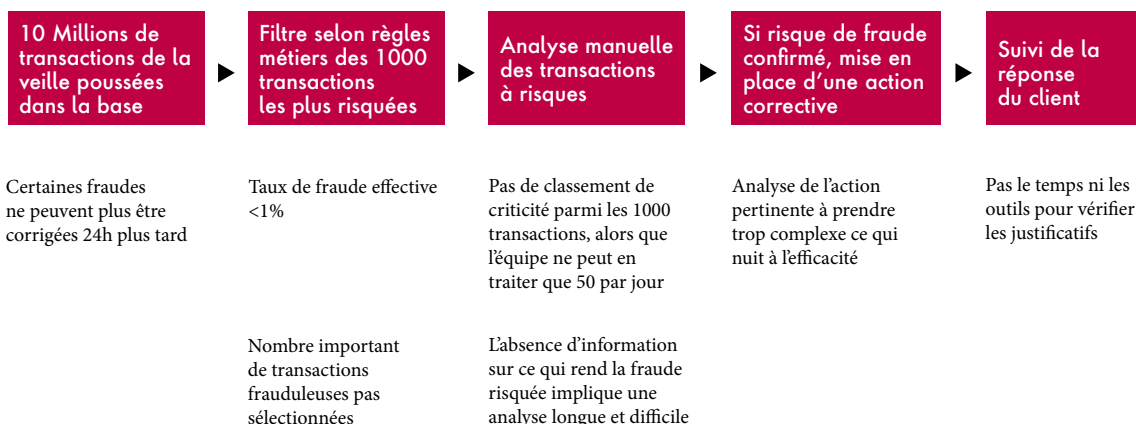 10 Millions de
transactions de la
veille poussées
dans la base
Filtre selon règles
métiers des 1000
transactions
les plus risquées
Analyse manuelle
des transactions
à risques
Si risque de fraude
confirmé, mise en
place d’une action
corrective
Suivi de la
réponse
du client
Certaines fraudes
ne peuvent plus être
corrigées 24h plus tard
Taux de fraude effective
<1%
Pas de classement de
criticité parmi les 1000
transactions, alors que
l’équipe ne peut en
traiter que 50 par jour
Analyse de l’action
pertinente à prendre
trop complexe ce qui
nuit à l’efficacité
Pas le temps ni les
outils pour vérifier
les justificatifs
Nombre important
de transactions
frauduleuses pas
sélectionnées
L’absence d’information
sur ce qui rend la fraude
risquée implique une
analyse longue et difficile